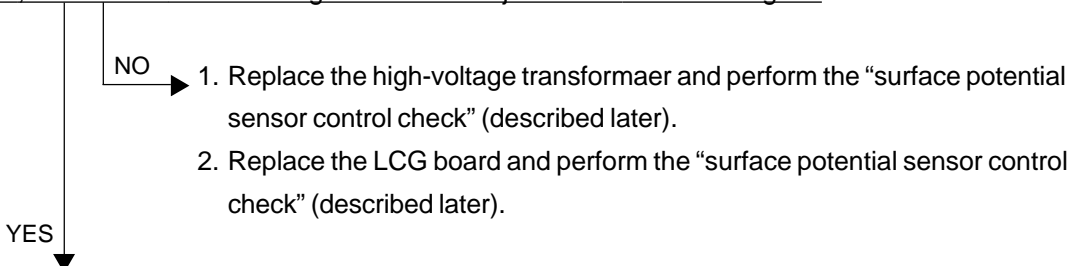 NO
1. Replace the high-voltage transformaer and perform the “surface potential
sensor control check” (described later).
2. Replace the LCG board and perform the “surface potential sensor control
check” (described later).
YES